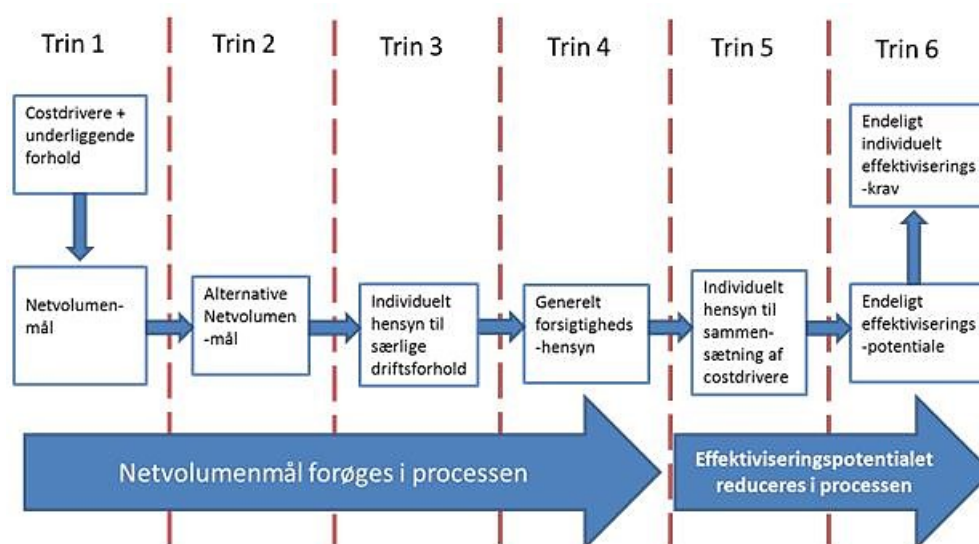 Trin 1
Trin 2
Trin 3
Trin 4
Trin 5
Trin 6
Costdrivere +
underliggende
forhold
Endeligt
individuelt
effektiviserings
-krav
Netvolumen-
mål
Alternative
Netvolumen
-mål
Individuelt
hensyn til
særlige
driftsforhold
Generelt
forsigtigheds
-hensyn
Individuelt
hensyn til
sammen-
sætning af
costdrivere
Endeligt
effektiviserings
-potentiale
Netvolumenmål forøges i processen
Effektiviseringspotentialet
reduceres i processen